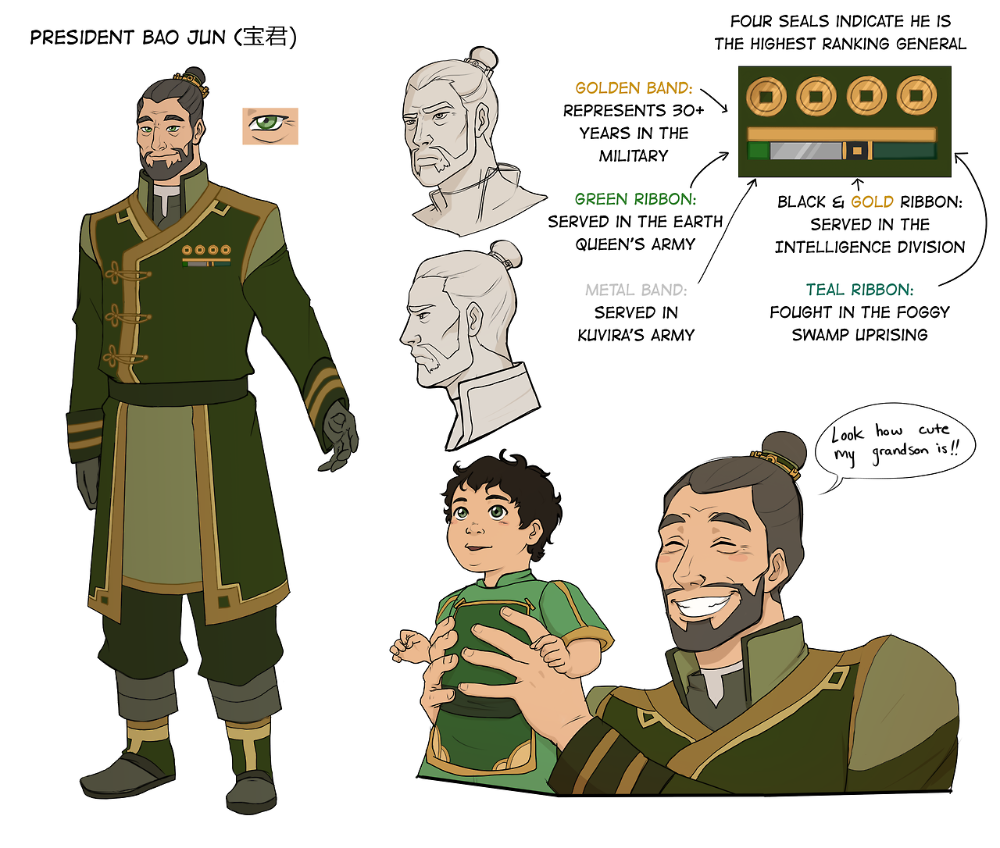 PRESIDENT BAO JUN (宝君)
FOUR SEALS INDICATE HE IS
THE HIGHEST RANKING GENERAL
GOLDEN BAND:
REPRESENTS 30+
YEARS IN THE
MILITARY
GREEN RIBBON:
SERVED IN THE EARTH
QUEEN'S ARMY
METAL BAND:
SERVED IN
KUVIRA'S ARMY
BLACK & GOLD RIBBON:
SERVED IN THE
INTELLIGENCE DIVISION
TEAL RIBBON:
FOUGHT IN THE FOGGY
SWAMP UPRISING
Look how cute
my grandson is!!